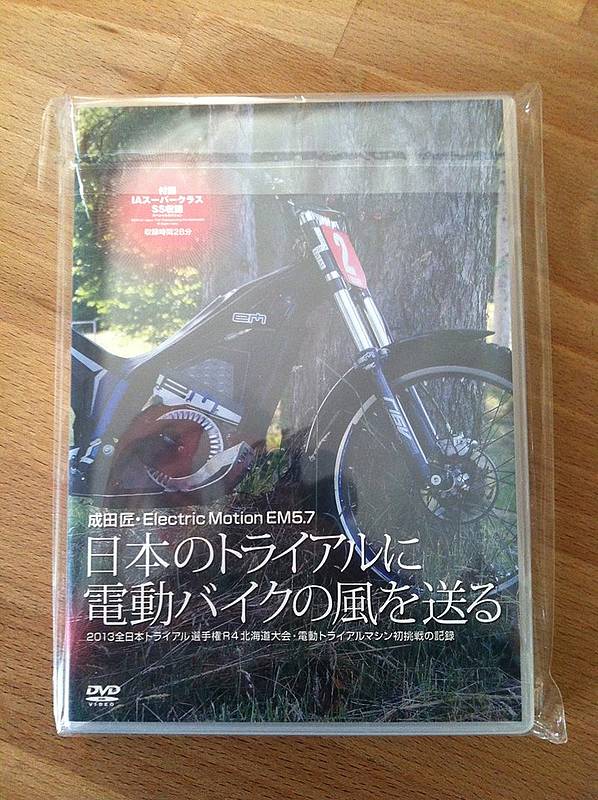 付録
IAスーパークラス
SS収録
収録時間26分
2
em
成田匠・Electric Motion EM5.7
日本のトライアルに
電動バイクの風を送る
2013全日本トライアル選手権R4北海道大会・電動トライアルマシン初挑戦の記録
DVD
VIDEO